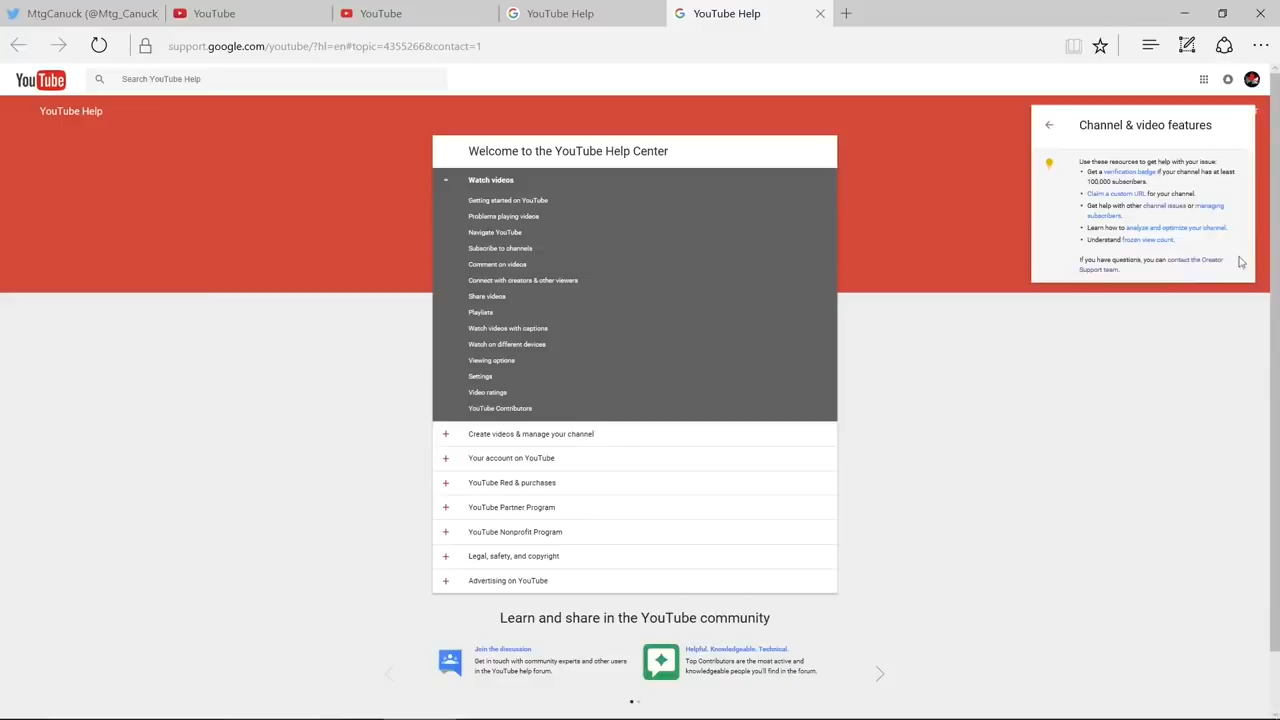 @MtgCanuck (Mtg_Canuck)
YouTube
YouTube
YouTube Help
YouTube Help
support.google.com/youtube/?hl=en#topic=4355266&contact=1
YouTube
Search YouTube Help
YouTube Help
Welcome to the YouTube Help Center
Watch videos
Getting started on YouTube
Problems playing videos
Navigate YouTube
Subscribe to channels
Comment on videos
Connect with creators & other viewers
Share videos
Playlists
Watch videos with captions
Watch on different devices
Viewing options
Settings
Video ratings
YouTube Contributors
Create videos & manage your channel
Your account on YouTube
YouTube Red & purchases
YouTube Partner Program
YouTube Nonprofit Program
Legal, safety, and copyright
Advertising on YouTube
Channel & video features
Use these resources to get help with your issue:
• Get a verification badge if your channel has at least
100,000 subscribers.
• Claim a custom URL for your channel.
• Get help with other channel issues or managing
subscribers.
• Learn how to analyze and optimize your channel.
• Understand frozen view count.
If you have questions, you can contact the Creator
Support team.
Learn and share in the YouTube community
Join the discussion
Get in touch with community experts and other users
in the YouTube help forum.
Helpful. Knowledgeable. Technical.
Top Contributors are the most active and
knowledgeable people you'll find in the forum.